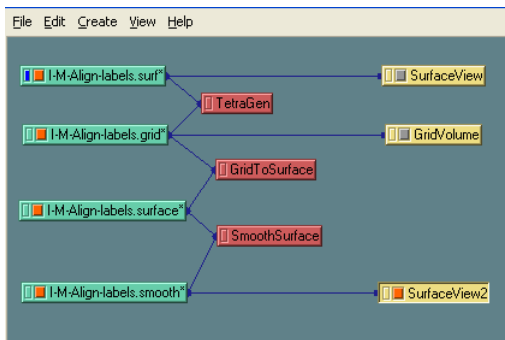 File Edit Create View Help
I-M-Align-labels.surf* SurfaceView
TetraGen
I-M-Align-labels.grid* GridVolume
GridToSurface
I-M-Align-labels.surface*
SmoothSurface
I-M-Align-labels.smooth* SurfaceView2